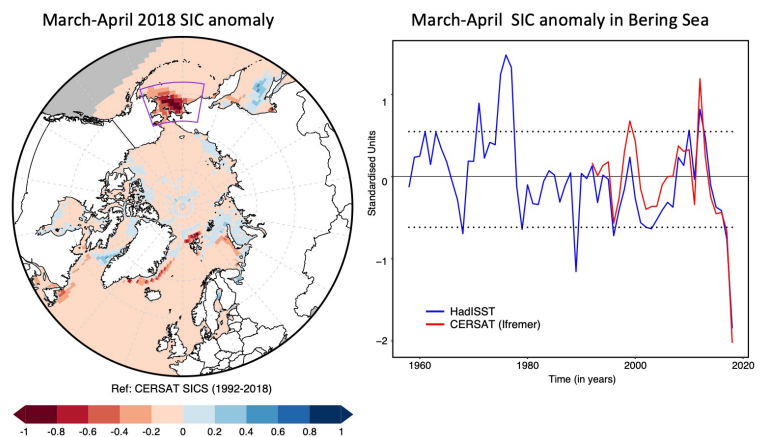 March-April 2018 SIC anomaly
Ref: CERSAT SICS (1992-2018)
-1 -0.8 -0.6 -0.4 -0.2 0 0.2 0.4 0.6 0.8 1
March-April SIC anomaly in Bering Sea
Standardised Units
1
0
−1
−2
HadISST
CERSAT (Ifremer)
1960 1980 2000 2020
Time (in years)